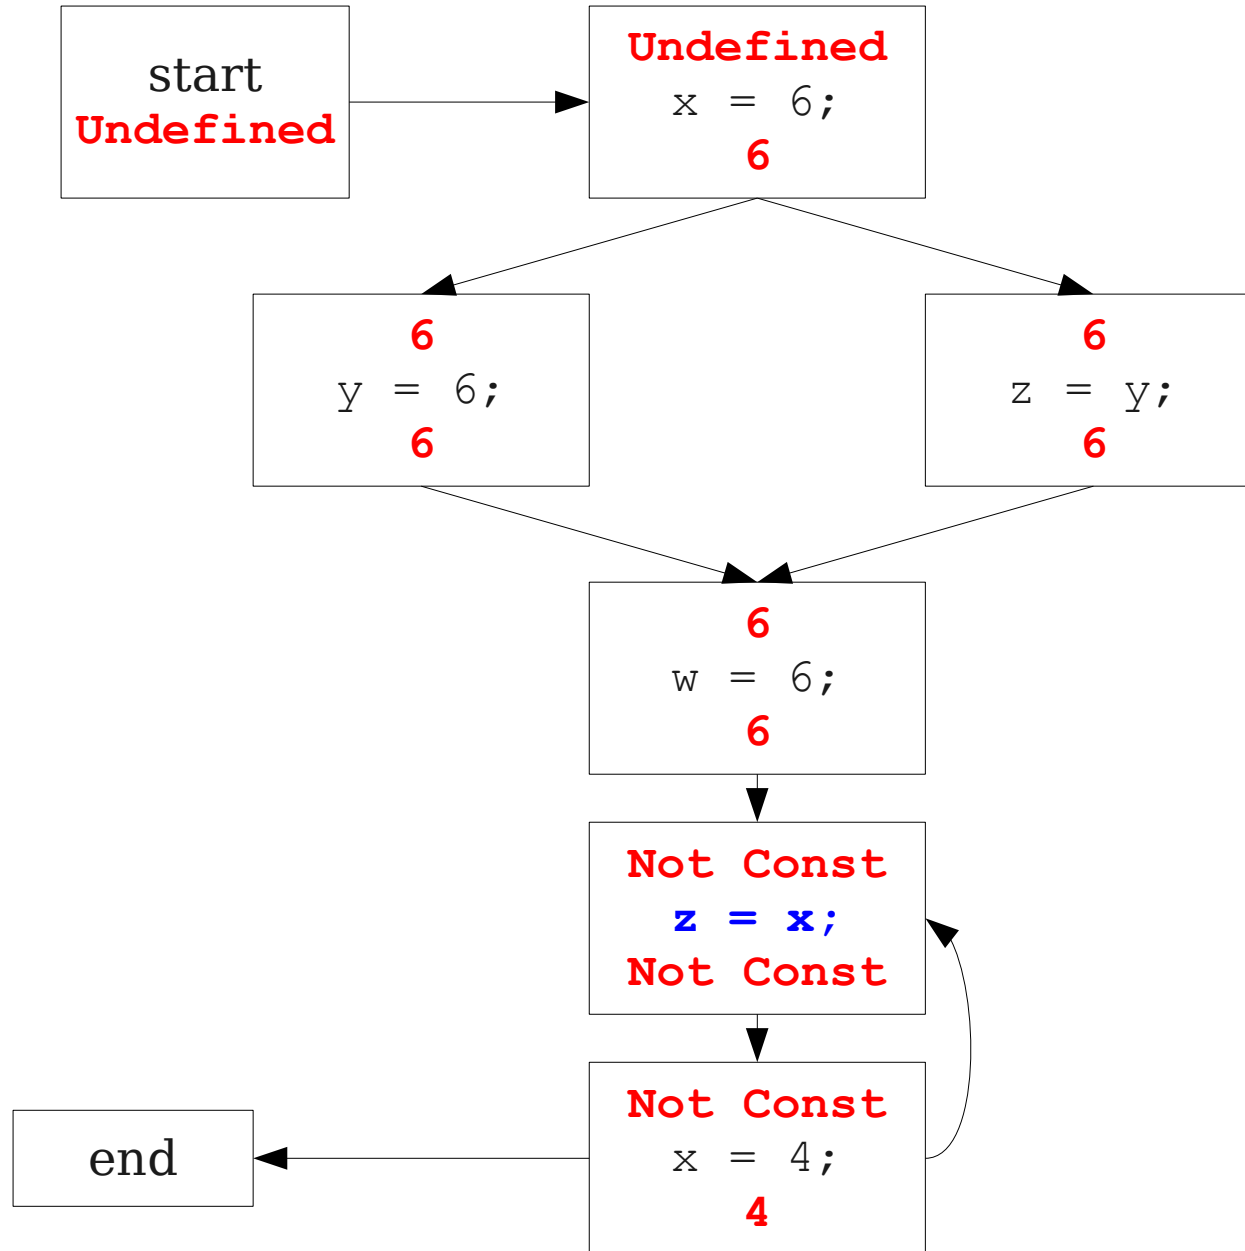 start
Undefined
Undefined
x = 6;
6
6
y = 6;
6
6
z = y;
6
6
w = 6;
6
Not Const
z = x;
Not Const
Not Const
x = 4;
4
end